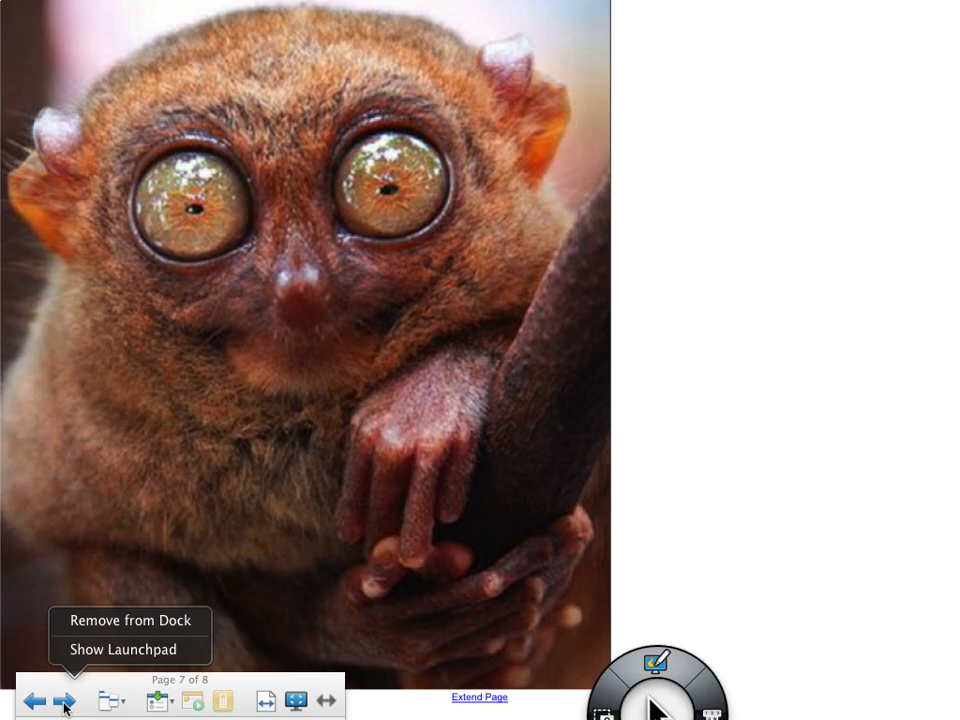 Remove from Dock
Show Launchpad
Page 7 of 8
Extend Page